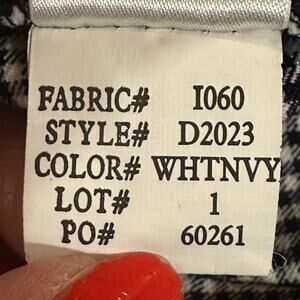 FABRIC# I060
STYLE# D2023
COLOR# WHTNVY
LOT# 1
PO# 60261